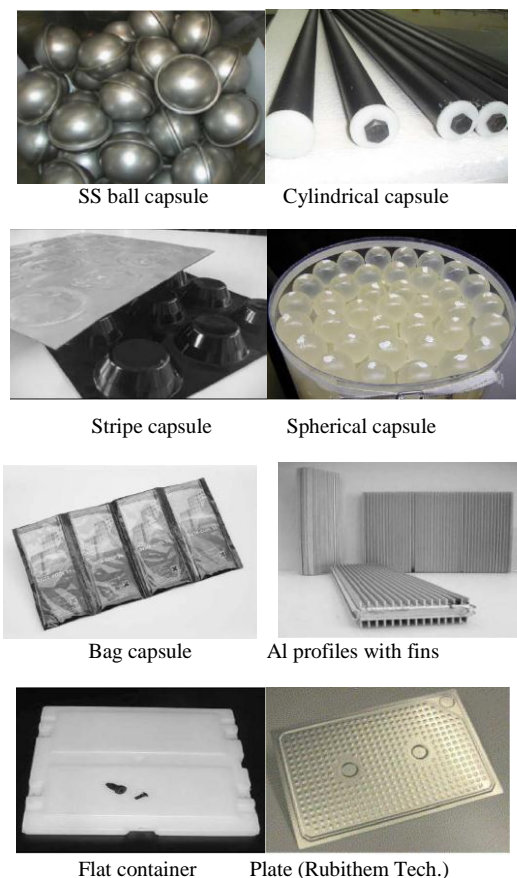 SS ball capsule Cylindrical capsule
Stripe capsule Spherical capsule
Bag capsule Al profiles with fins
Flat container Plate (Rubithem Tech.)